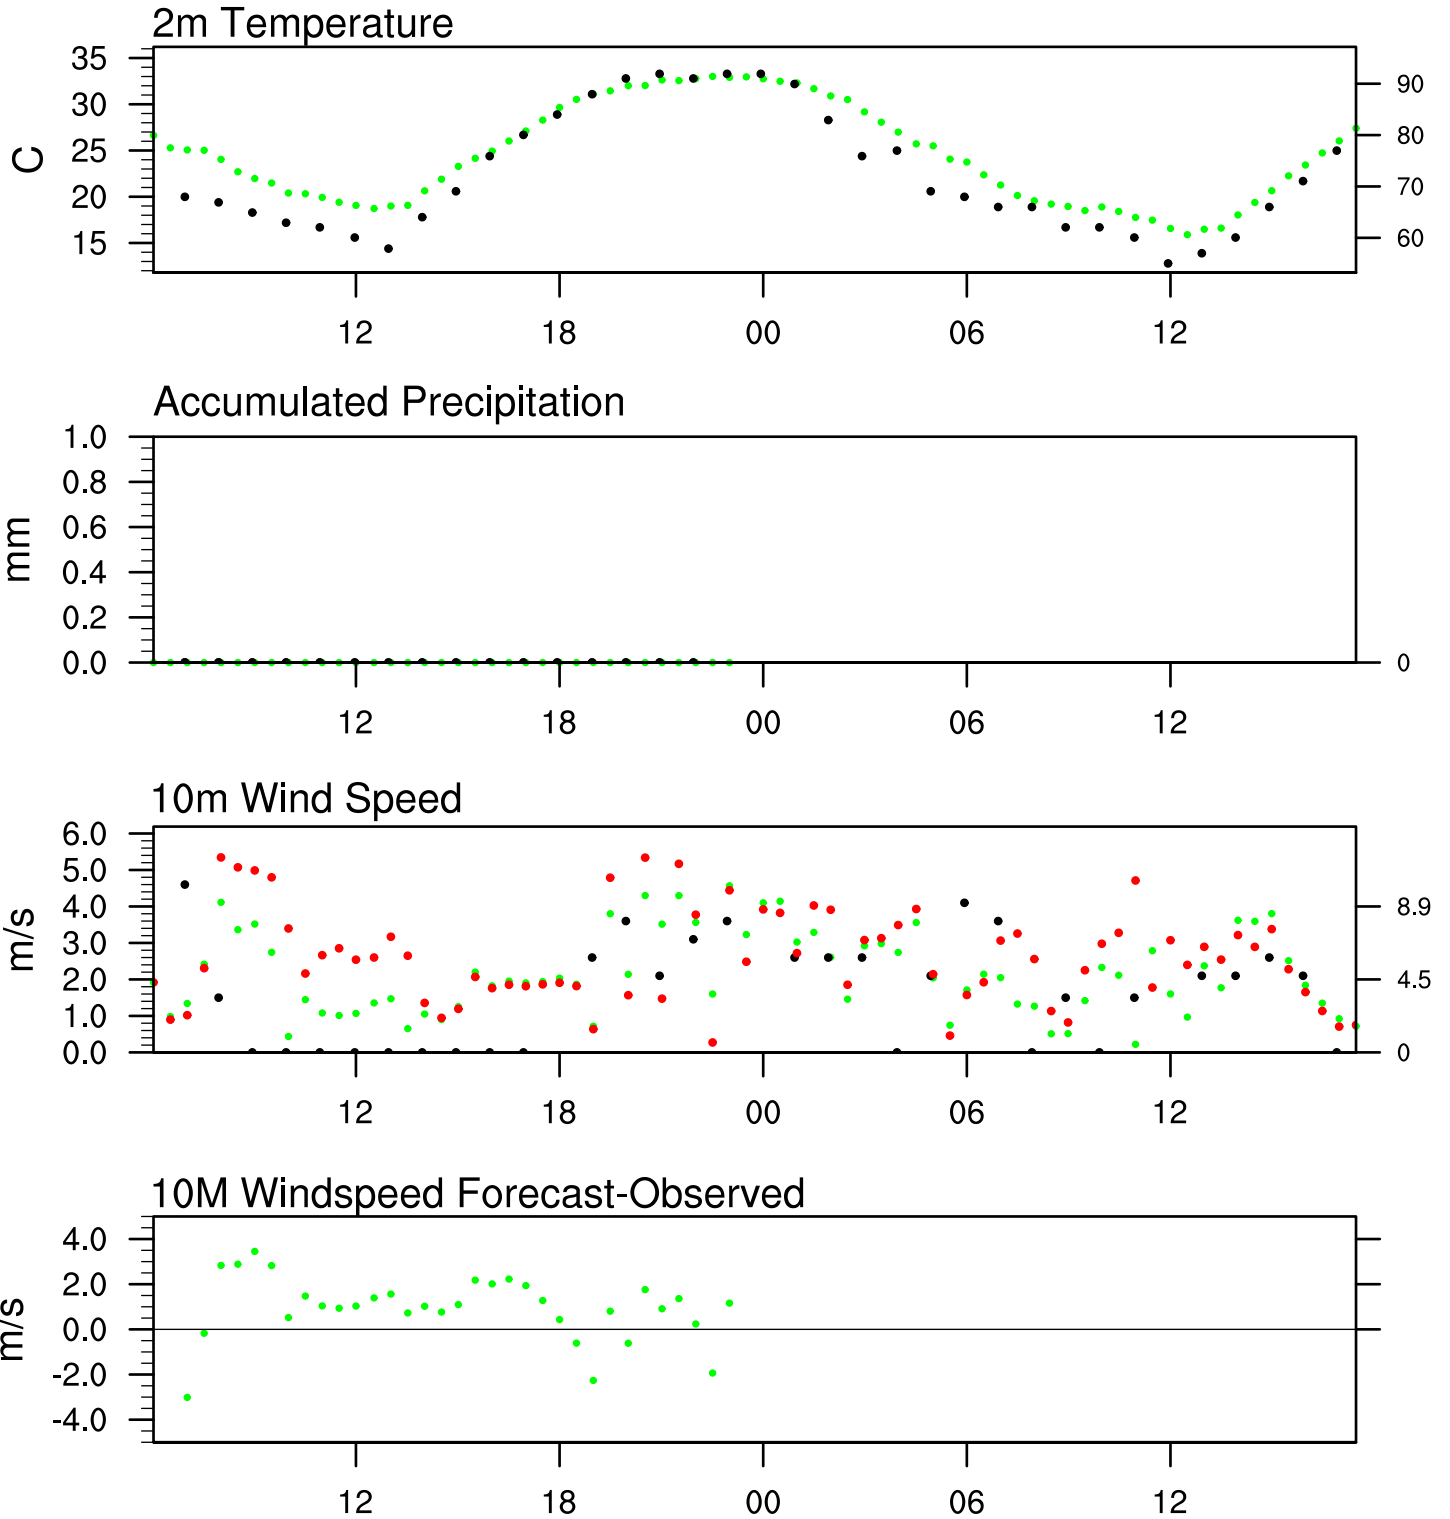 2m Temperature
35
30
25
20
15
C
90
80
70
60
12 18 00 06 12
Accumulated Precipitation
1.0
0.8
0.6
0.4
0.2
0.0
mm
0
12 18 00 06 12
10m Wind Speed
6.0
5.0
4.0
3.0
2.0
1.0
0.0
m/s
8.9
4.5
0
12 18 00 06 12
10M Windspeed Forecast-Observed
4.0
2.0
0.0
-2.0
-4.0
m/s
12 18 00 06 12